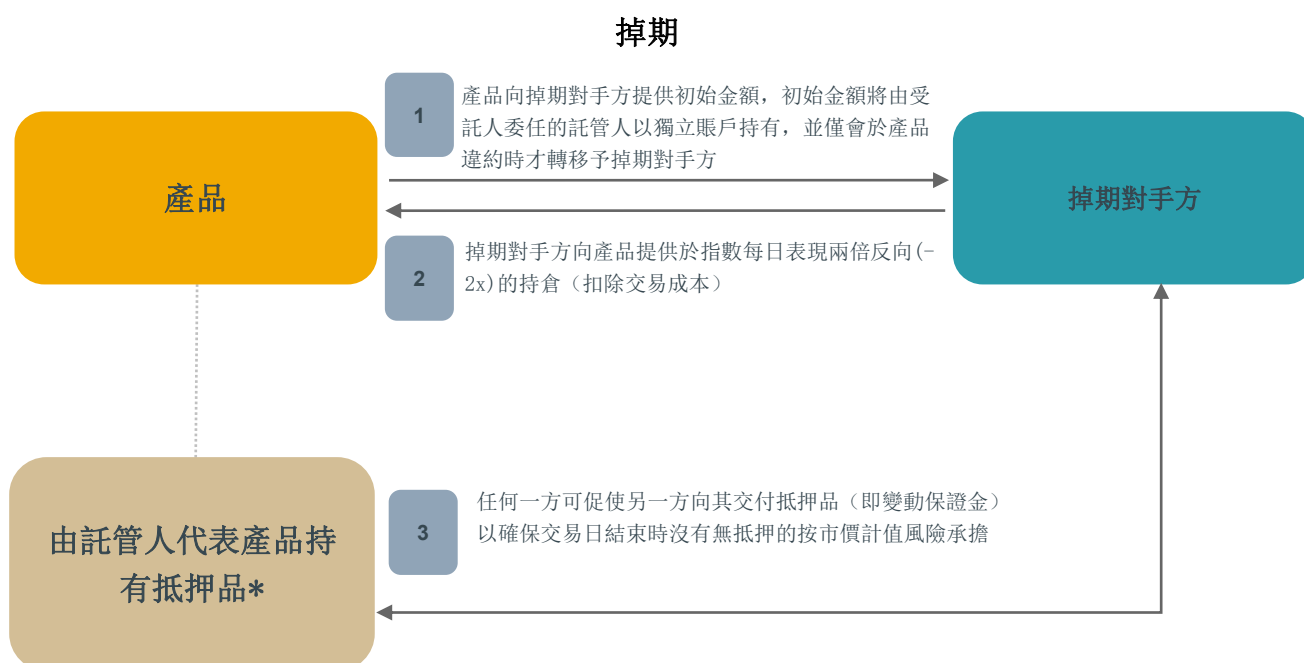 掉期
1
產品向掉期對手方提供初始金額，初始金額將由受
託人委任的託管人以獨立賬戶持有，並僅會於產品
違約時才轉移予掉期對手方
產品
掉期對手方
2
掉期對手方向產品提供於指數每日表現兩倍反向(-
2x)的持倉（扣除交易成本）
3
任何一方可促使另一方向其交付抵押品（即變動保證金）
以確保交易日結束時沒有無抵押的按市價計值風險承擔
由託管人代表產品持
有抵押品*